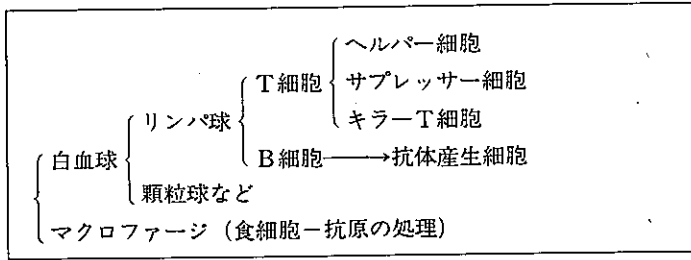 ヘルパー細胞
T細胞 サプレッサー細胞
リンパ球 キラーT細胞
白血球 B細胞→抗体産生細胞
顆粒球など
マクロファージ（食細胞－抗原の処理）